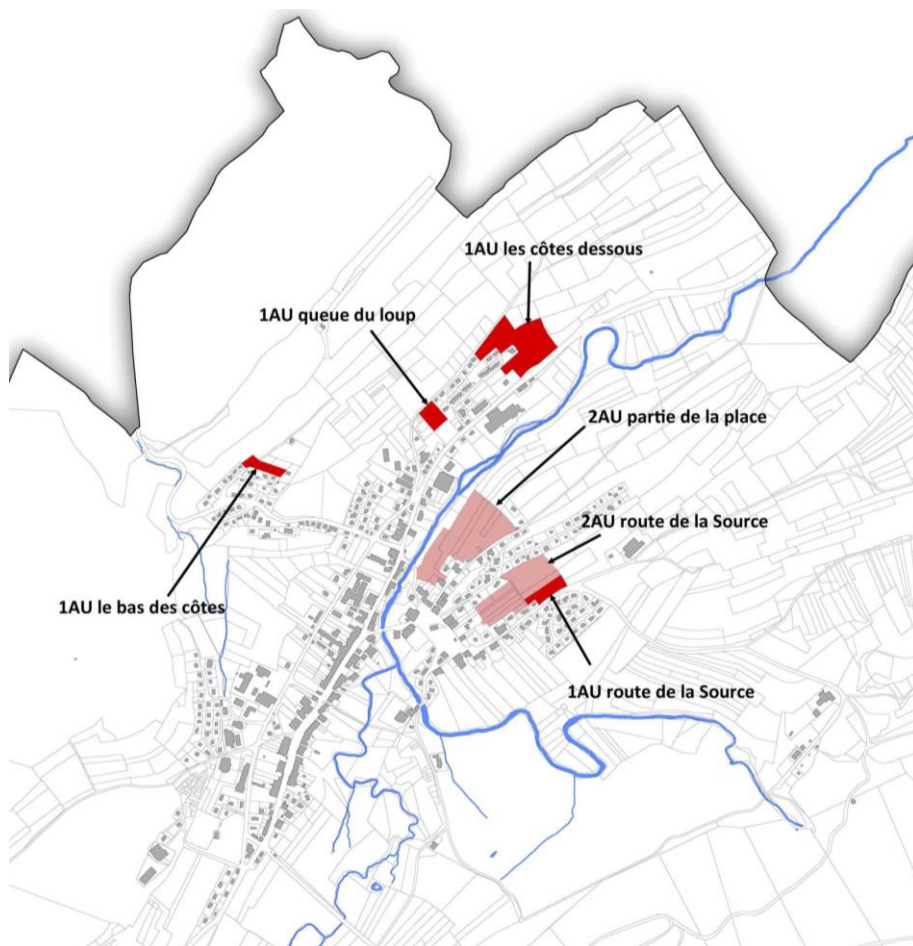 1AU les côtes dessous
1AU queue du loup
2AU partie de la place
2AU route de la Source
1AU le bas des côtes
1AU route de la Source